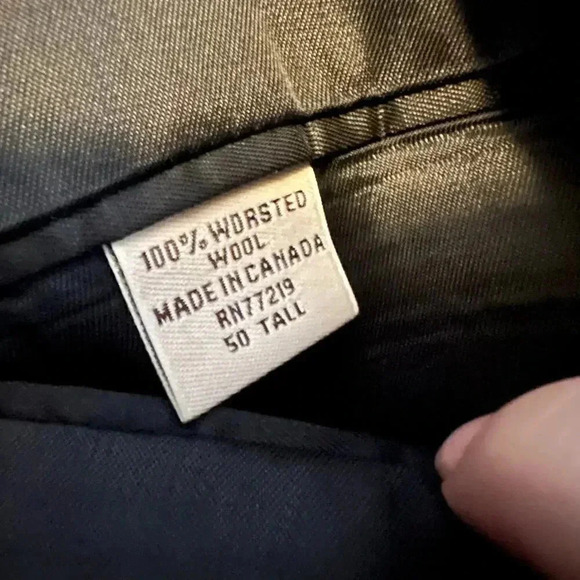 100% WORSTED
WOOL
MADE IN CANADA
RN77219
50 TALL